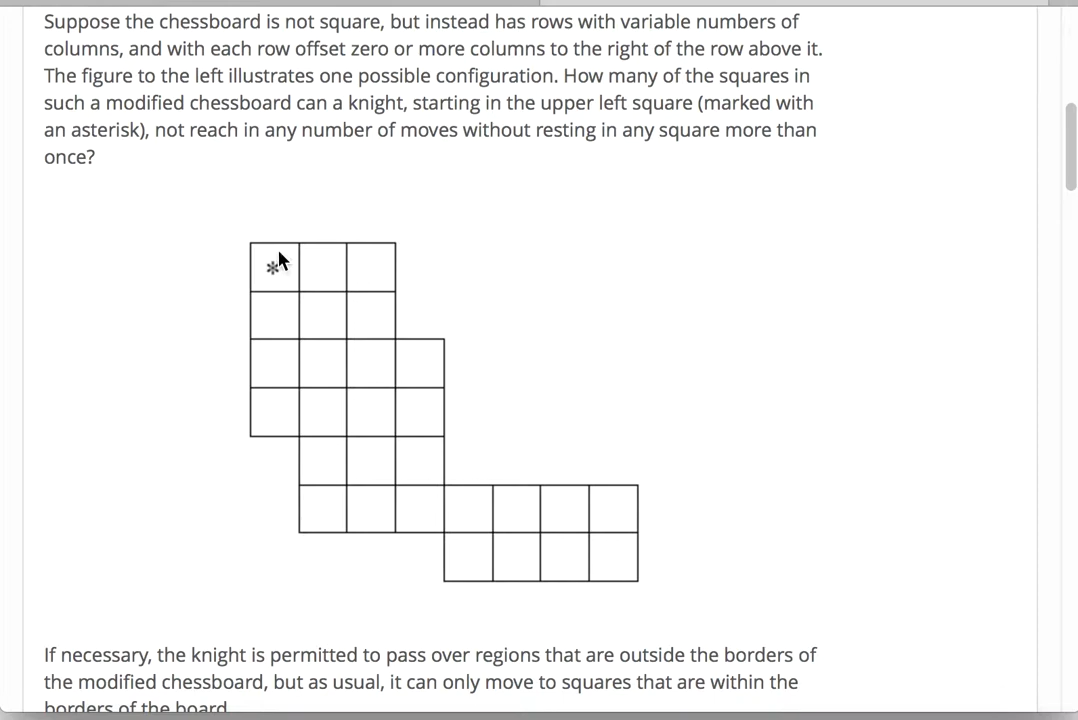 Suppose the chessboard is not square, but instead has rows with variable numbers of
columns, and with each row offset zero or more columns to the right of the row above it.
The figure to the left illustrates one possible configuration. How many of the squares in
such a modified chessboard can a knight, starting in the upper left square (marked with
an asterisk), not reach in any number of moves without resting in any square more than
once?
*
If necessary, the knight is permitted to pass over regions that are outside the borders of
the modified chessboard, but as usual, it can only move to squares that are within the
borders of the board.